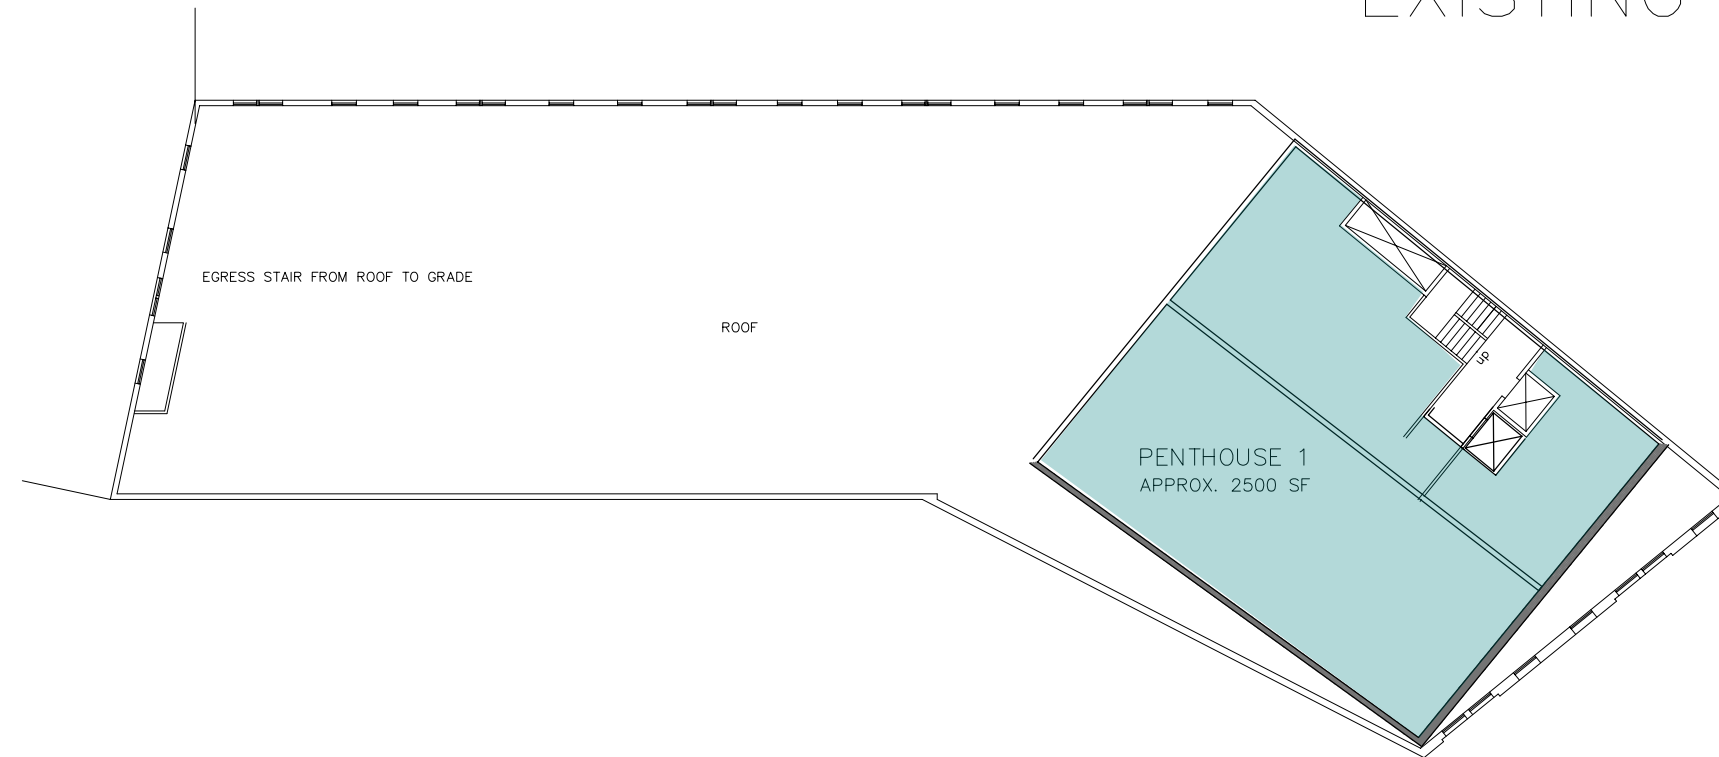 EXISTING
EGRESS STAIR FROM ROOF TO GRADE
ROOF
UP
PENTHOUSE 1
APPROX. 2500 SF